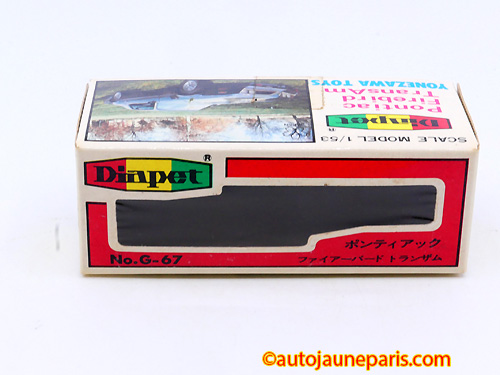 YONEZAWA TOYS
Pontiac
Firebird
TransAm
Diapet
SCALE MODEL 1/53
Diapet®
No.G-67
ポンティアック
ファイアーバード トランザム
©autojauneparis.com